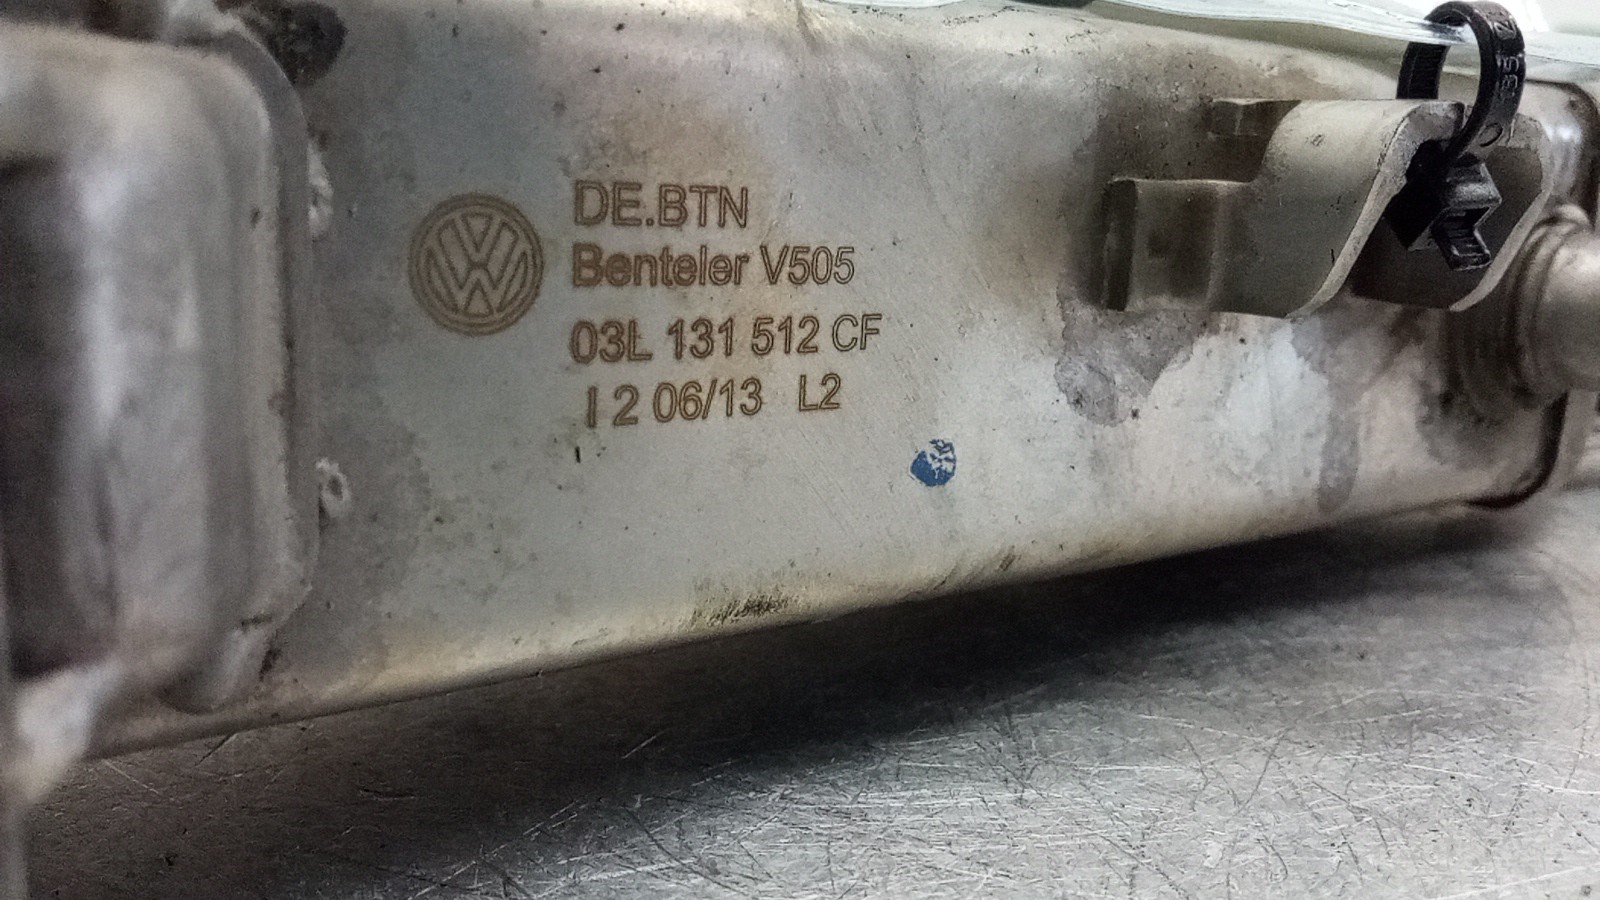 DE.BTN
Benteler V505
03L 131 512 CF
I 2 06/13 L2